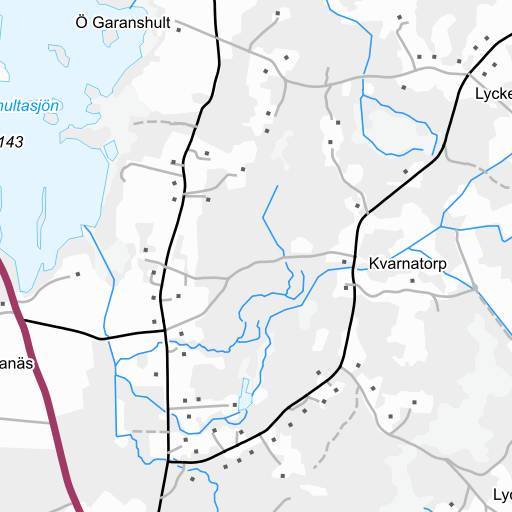 Ö Garanshult
Lycke
hultasjön
143
Kvarnatorp
anäs
Lyc